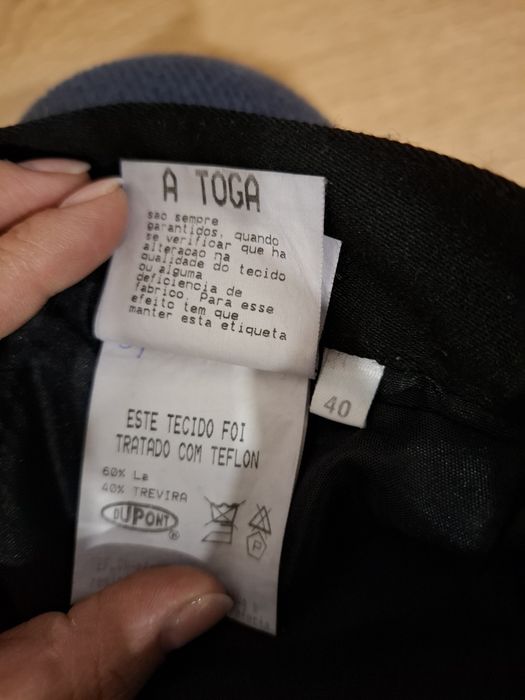 A TOGA
sao sempre
garantidos, quando
se verificar que ha
alteracao na
qualidade do tecido
ou alguma
deficiencia de
fabrico. Para esse
efeito tem que
manter esta etiqueta
40
ESTE TECIDO FOI
TRATADO COM TEFLON
60% La
40% TREVIRA
DUPONT
®
P